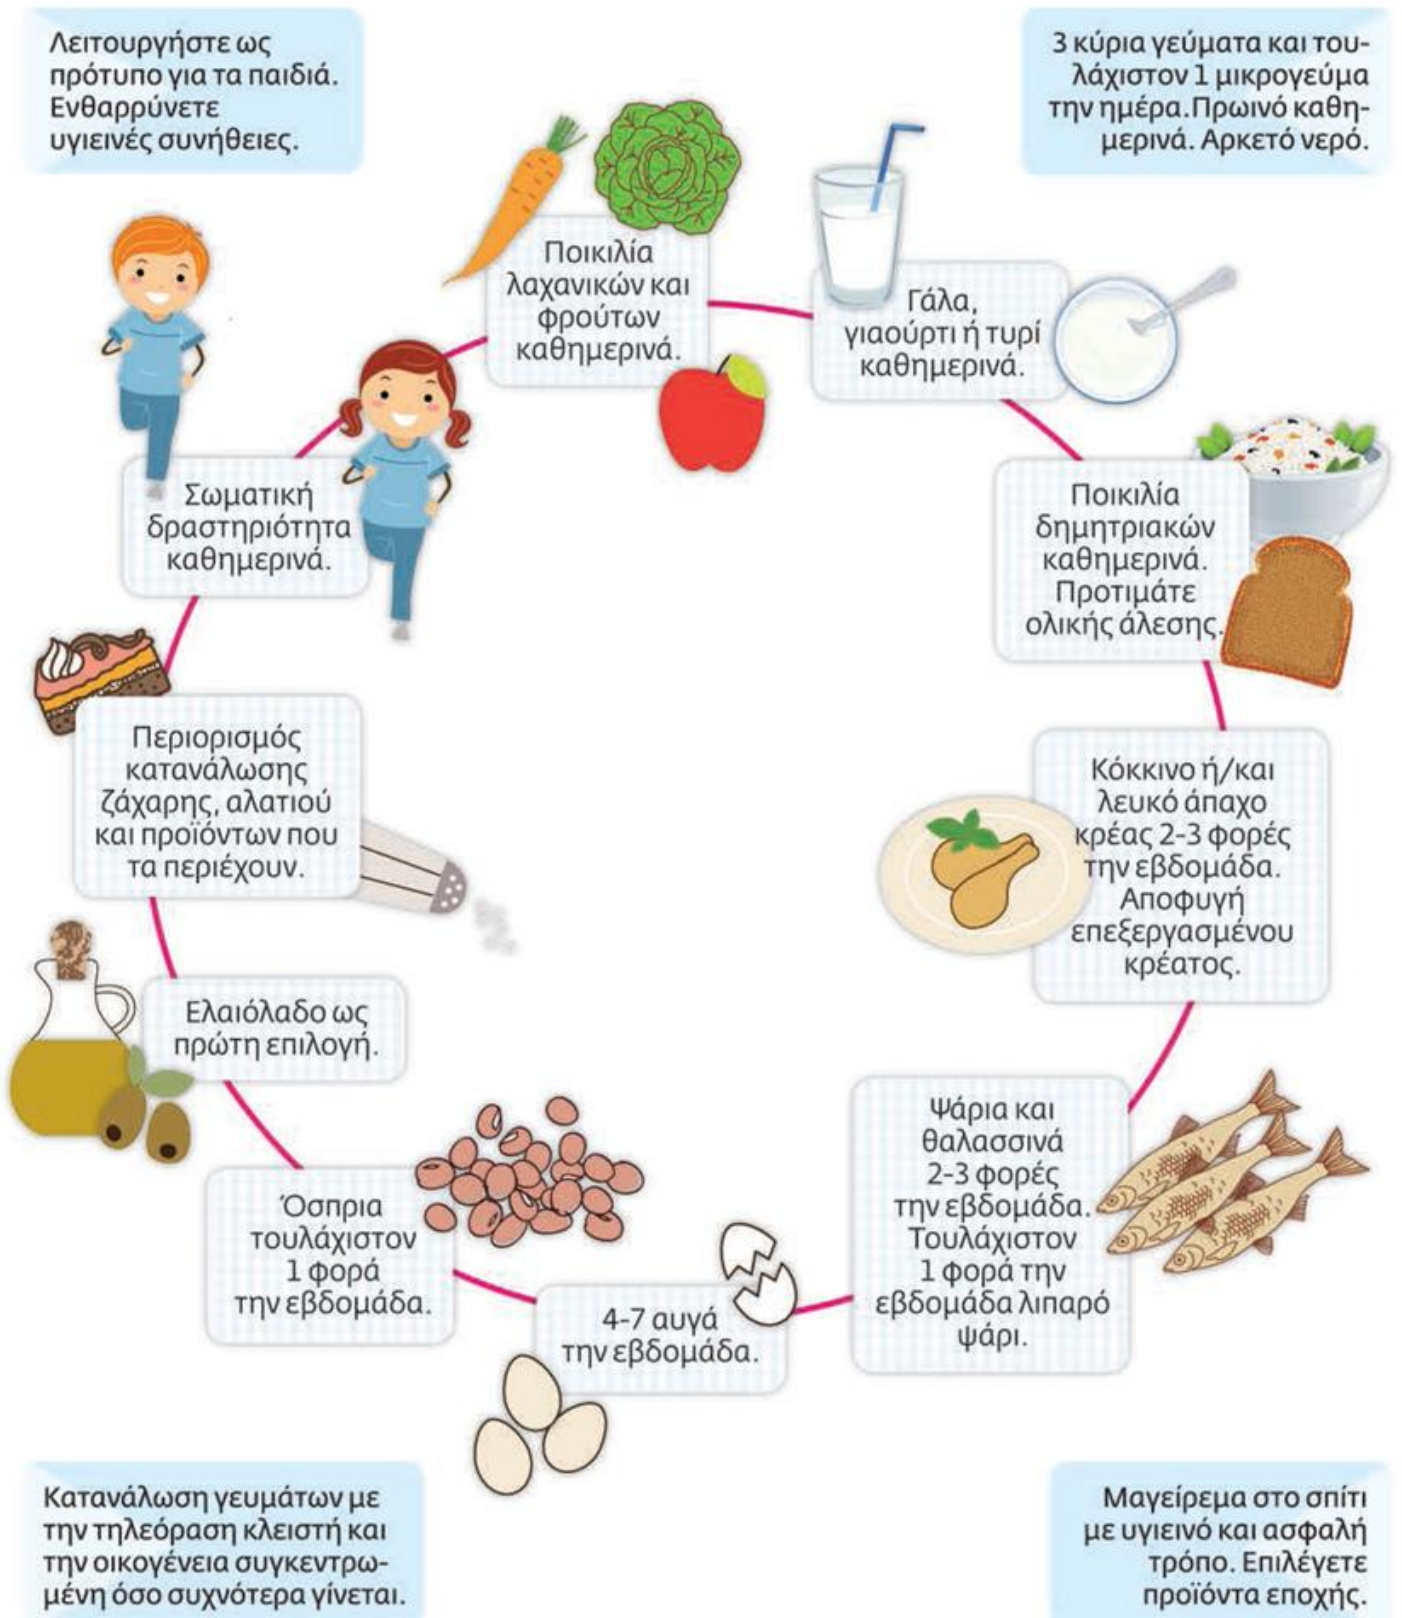 Λειτουργήστε ως
πρότυπο για τα παιδιά.
Ενθαρρύνετε
υγιεινές συνήθειες.
3 κύρια γεύματα και του-
λάχιστον 1 μικρογεύμα
την ημέρα.Πρωινό καθη-
μερινά. Αρκετό νερό.
Ποικιλία
λαχανικών και
φρούτων
καθημερινά.
Γάλα,
γιαούρτι ή τυρί
καθημερινά.
Ποικιλία
δημητριακών
καθημερινά.
Προτιμάτε
ολικής άλεσης.
Κόκκινο ή/και
λευκό άπαχο
κρέας 2-3 φορές
την εβδομάδα.
Αποφυγή
επεξεργασμένου
κρέατος.
Ψάρια και
θαλασσινά
2-3 φορές
την εβδομάδα.
Τουλάχιστον
1 φορά την
εβδομάδα λιπαρό
ψάρι.
4-7 αυγά
την εβδομάδα.
Όσπρια
τουλάχιστον
1 φορά
την εβδομάδα.
Ελαιόλαδο ως
πρώτη επιλογή.
Περιορισμός
κατανάλωσης
ζάχαρης, αλατιού
και προϊόντων που
τα περιέχουν.
Σωματική
δραστηριότητα
καθημερινά.
Κατανάλωση γευμάτων με
την τηλεόραση κλειστή και
την οικογένεια συγκεντρω-
μένη όσο συχνότερα γίνεται.
Μαγείρεμα στο σπίτι
με υγιεινό και ασφαλή
τρόπο. Επιλέγετε
προϊόντα εποχής.